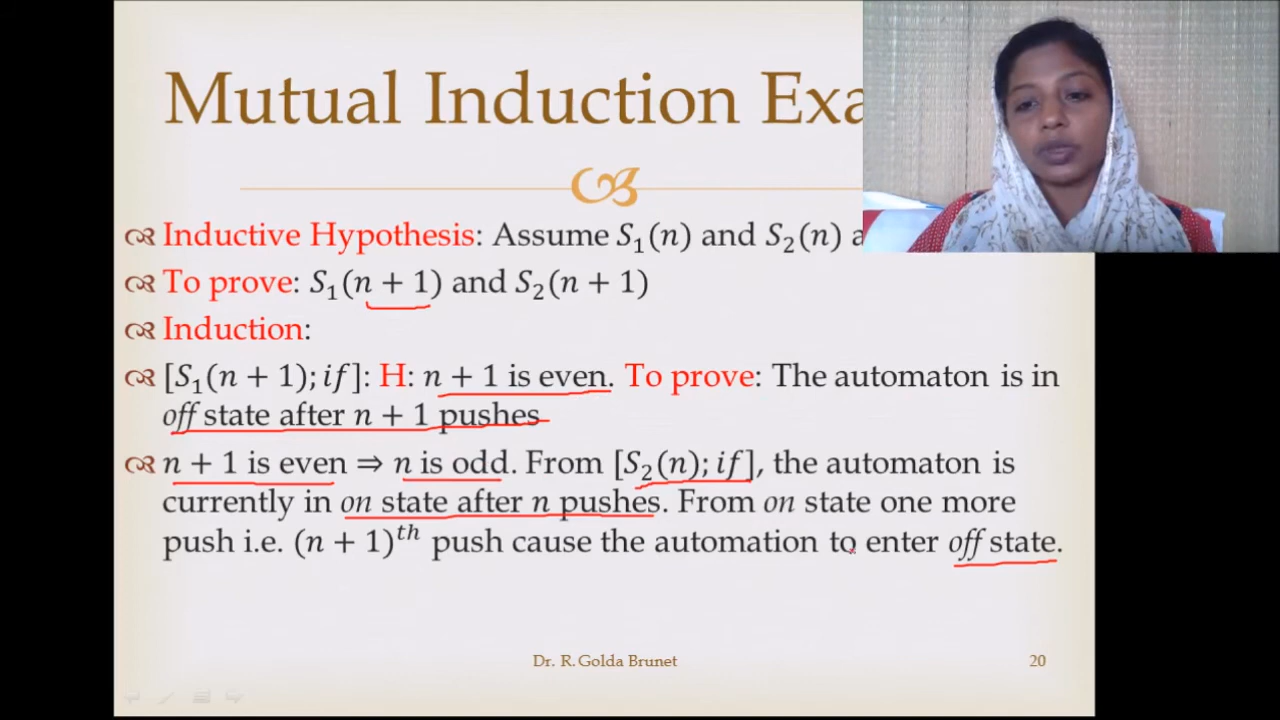 Mutual Induction Exa
Inductive Hypothesis: Assume S₁(n) and S₂(n) a
To prove: S₁(n + 1) and S₂(n + 1)
Induction:
[S₁(n + 1); if]: H: n + 1 is even. To prove: The automaton is in
off state after n + 1 pushes
n + 1 is even ⇒ n is odd. From [S₂(n); if], the automaton is
currently in on state after n pushes. From on state one more
push i.e. (n + 1)ᵗʰ push cause the automation to enter off state.
Dr. R. Golda Brunet 20